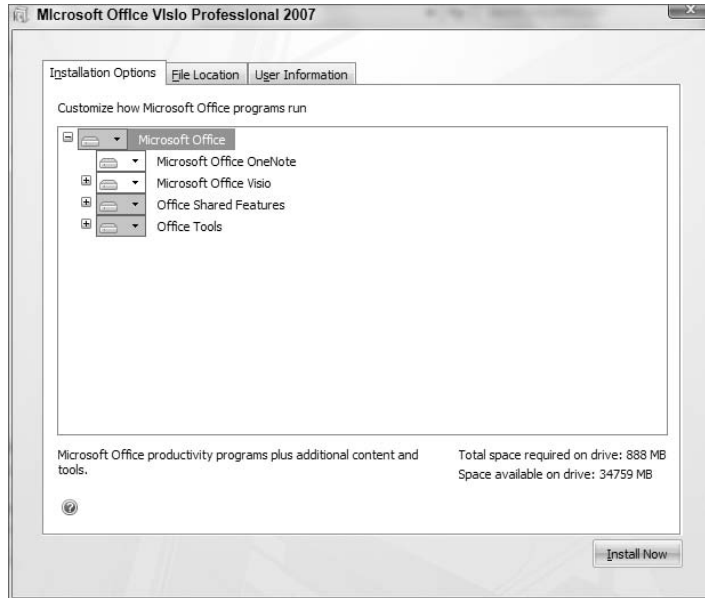 Microsoft Office Visio Professional 2007
Installation Options File Location User Information
Customize how Microsoft Office programs run
Microsoft Office
Microsoft Office OneNote
Microsoft Office Visio
Office Shared Features
Office Tools
Microsoft Office productivity programs plus additional content and
tools.
Total space required on drive: 888 MB
Space available on drive: 34759 MB
Install Now